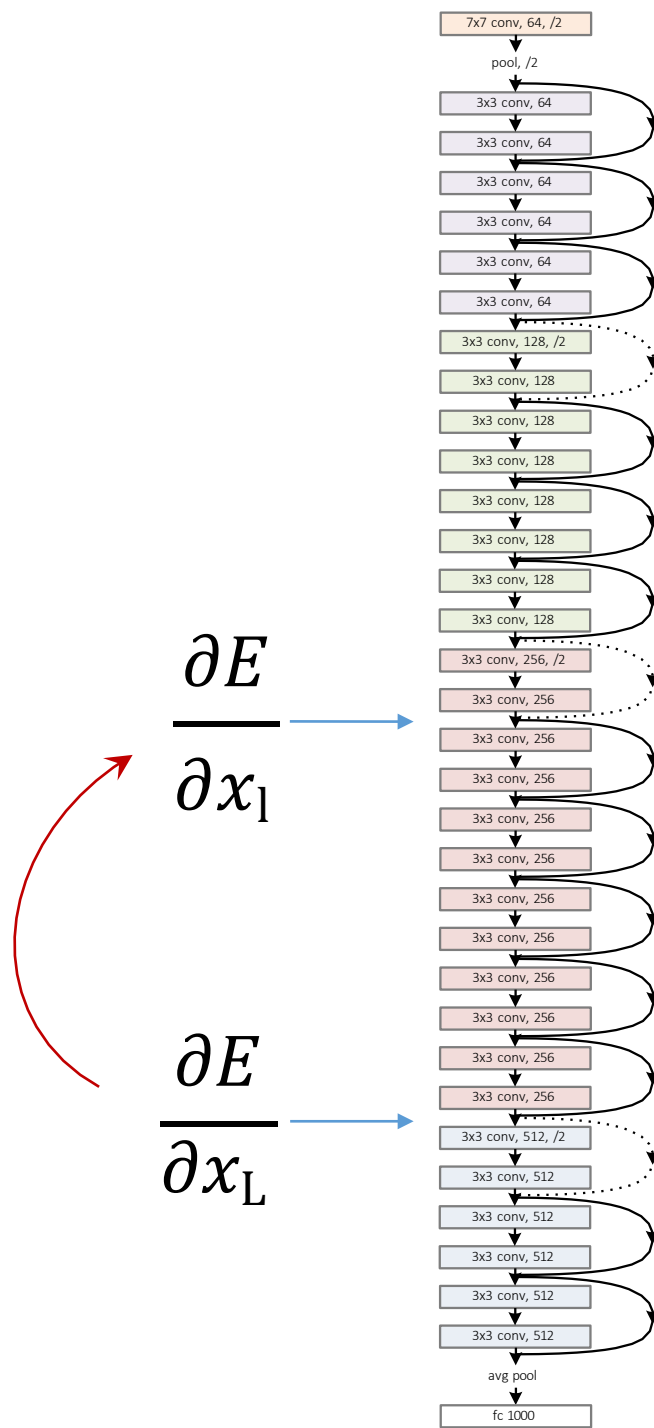 7x7 conv, 64, /2
pool, /2
3x3 conv, 64
3x3 conv, 64
3x3 conv, 64
3x3 conv, 64
3x3 conv, 64
3x3 conv, 64
3x3 conv, 128, /2
3x3 conv, 128
3x3 conv, 128
3x3 conv, 128
3x3 conv, 128
3x3 conv, 128
3x3 conv, 128
3x3 conv, 128
3x3 conv, 256, /2
3x3 conv, 256
3x3 conv, 256
3x3 conv, 256
3x3 conv, 256
3x3 conv, 256
3x3 conv, 256
3x3 conv, 256
3x3 conv, 256
3x3 conv, 256
3x3 conv, 256
3x3 conv, 256
3x3 conv, 512, /2
3x3 conv, 512
3x3 conv, 512
3x3 conv, 512
3x3 conv, 512
3x3 conv, 512
avg pool
fc 1000
∂E
∂x_l
∂E
∂x_L